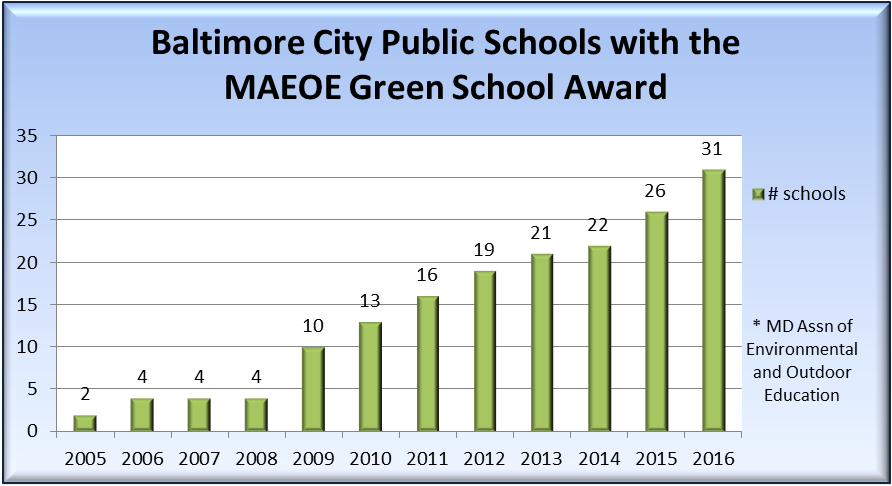 Baltimore City Public Schools with the
MAEOE Green School Award
35
30
25
20
15
10
5
0
2
4
4
4
10
13
16
19
21
22
26
31
2005 2006 2007 2008 2009 2010 2011 2012 2013 2014 2015 2016
# schools
* MD Assn of
Environmental
and Outdoor
Education